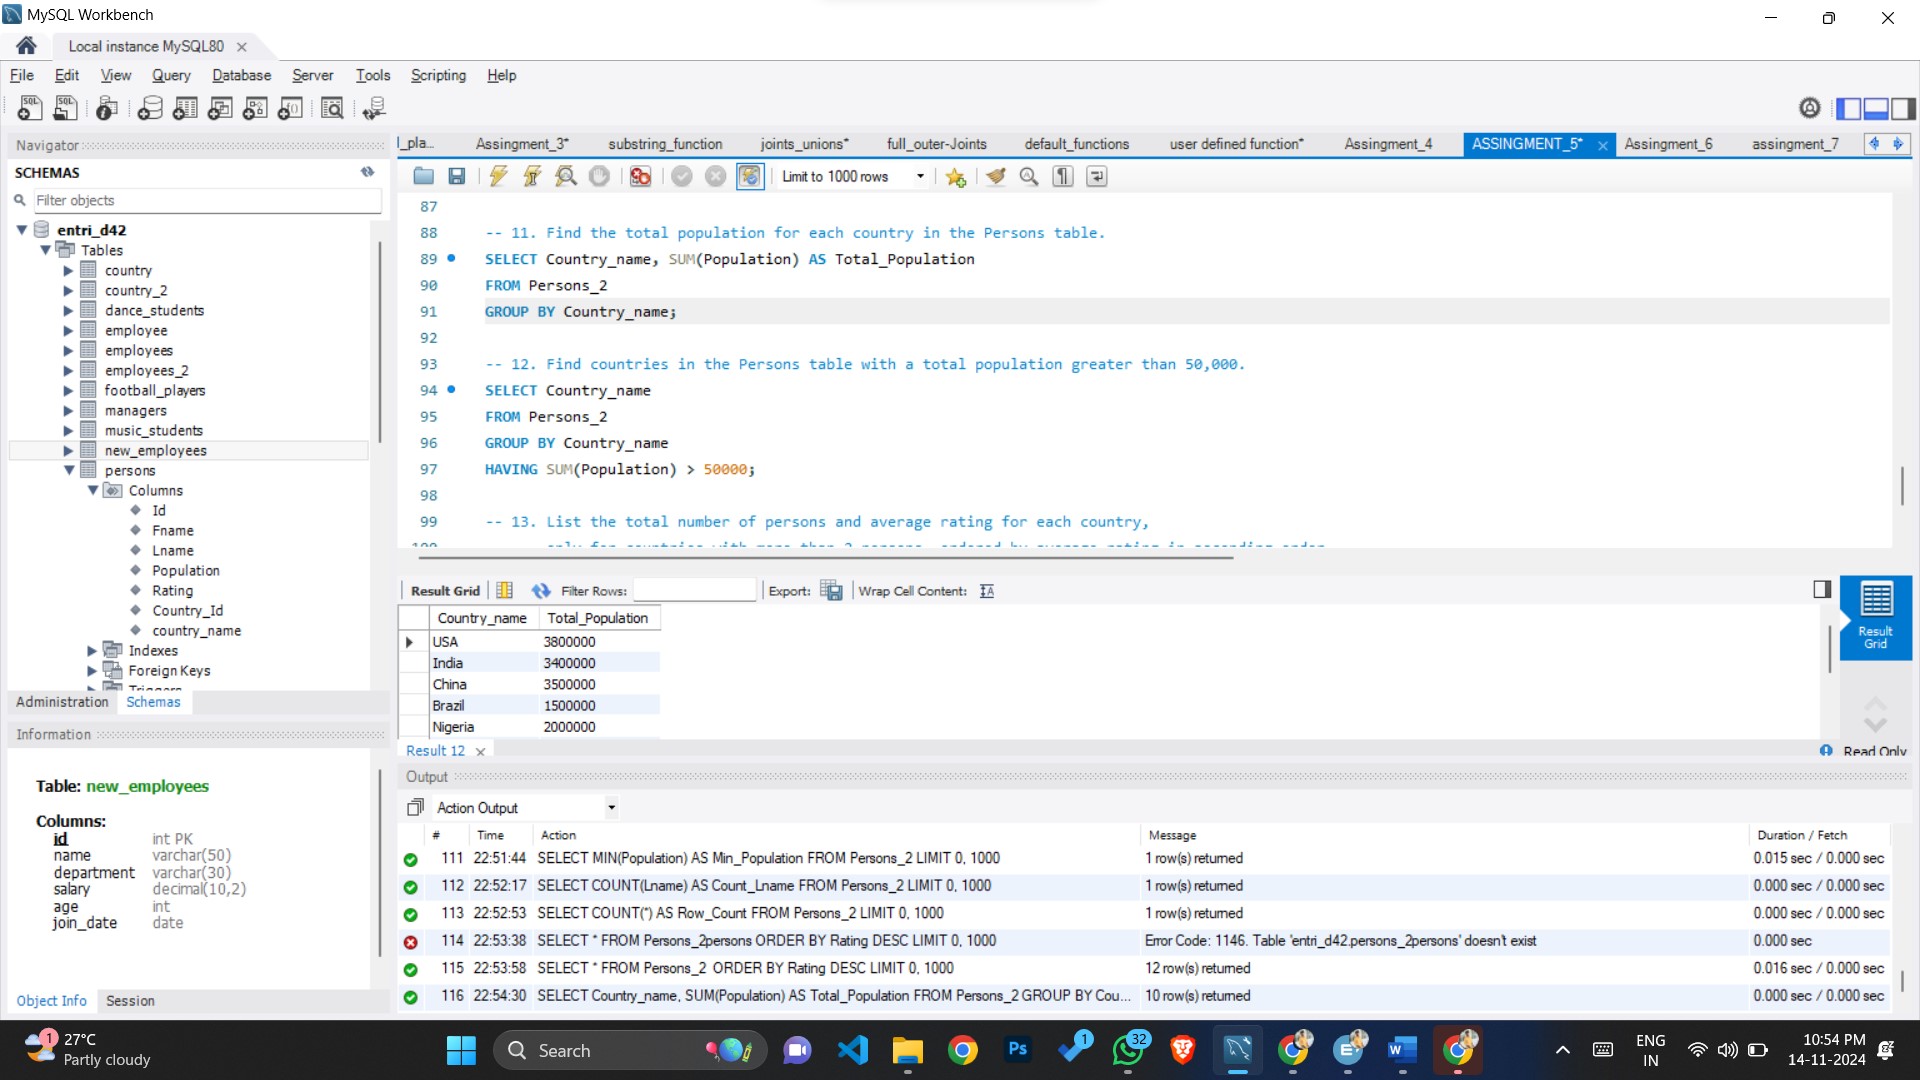 MySQL Workbench
Local instance MySQL80
File Edit View Query Database Server Tools Scripting Help
Navigator
SCHEMAS
Filter objects
entri_d42
Tables
country
country_2
dance_students
employee
employees
employees_2
football_players
managers
music_students
new_employees
persons
Columns
Id
Fname
Lname
Population
Rating
Country_Id
country_name
Indexes
Foreign Keys
Triggers
Administration Schemas
Information
Table: new_employees
Columns:
id int PK
name varchar(50)
department varchar(30)
salary decimal(10,2)
age int
join_date date
Object Info Session
l_pla... Assingment_3* substring_function joints_unions* full_outer-Joints default_functions user defined function* Assingment_4 ASSINGMENT_5* Assingment_6 assingment_7
Limit to 1000 rows
87
88 -- 11. Find the total population for each country in the Persons table.
89 SELECT Country_name, SUM(Population) AS Total_Population
90 FROM Persons_2
91 GROUP BY Country_name;
92
93 -- 12. Find countries in the Persons table with a total population greater than 50,000.
94 SELECT Country_name
95 FROM Persons_2
96 GROUP BY Country_name
97 HAVING SUM(Population) > 50000;
98
99 -- 13. List the total number of persons and average rating for each country,
Result Grid Filter Rows: Export: Wrap Cell Content:
Country_name Total_Population
USA 3800000
India 3400000
China 3500000
Brazil 1500000
Nigeria 2000000
Result Grid
Result 12
Read Only
Output
Action Output
# Time Action Message Duration / Fetch
111 22:51:44 SELECT MIN(Population) AS Min_Population FROM Persons_2 LIMIT 0, 1000 1 row(s) returned 0.015 sec / 0.000 sec
112 22:52:17 SELECT COUNT(Lname) AS Count_Lname FROM Persons_2 LIMIT 0, 1000 1 row(s) returned 0.000 sec / 0.000 sec
113 22:52:53 SELECT COUNT(*) AS Row_Count FROM Persons_2 LIMIT 0, 1000 1 row(s) returned 0.000 sec / 0.000 sec
114 22:53:38 SELECT * FROM Persons_2persons ORDER BY Rating DESC LIMIT 0, 1000 Error Code: 1146. Table 'entri_d42.persons_2persons' doesn't exist 0.000 sec
115 22:53:58 SELECT * FROM Persons_2 ORDER BY Rating DESC LIMIT 0, 1000 12 row(s) returned 0.016 sec / 0.000 sec
116 22:54:30 SELECT Country_name, SUM(Population) AS Total_Population FROM Persons_2 GROUP BY Cou... 10 row(s) returned 0.000 sec / 0.000 sec
1
27°C
Partly cloudy
Search
Ps
1
32
ENG
IN
10:54 PM
14-11-2024